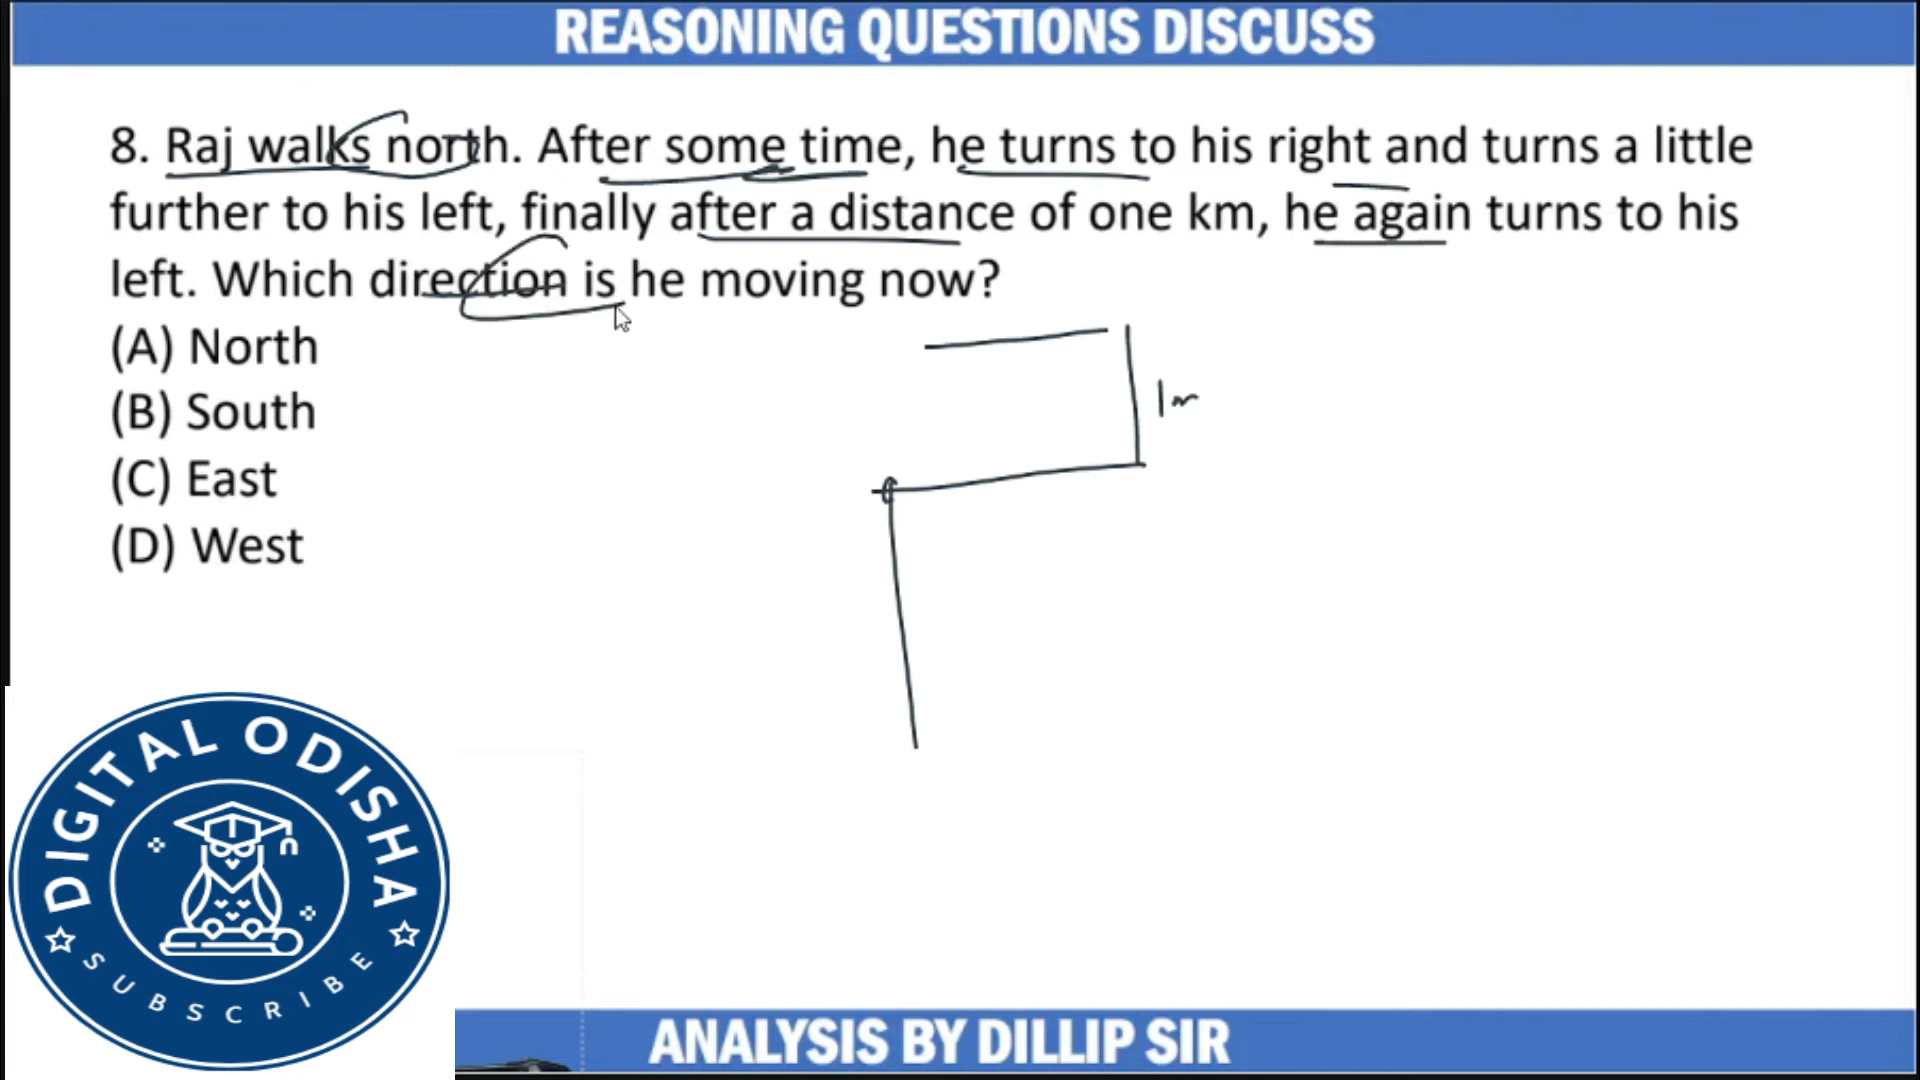 REASONING QUESTIONS DISCUSS
8. Raj walks north. After some time, he turns to his right and turns a little
further to his left, finally after a distance of one km, he again turns to his
left. Which direction is he moving now?
(A) North
(B) South
(C) East
(D) West
1m
DIGITAL ODISHA
SUBSCRIBE
ANALYSIS BY DILLIP SIR